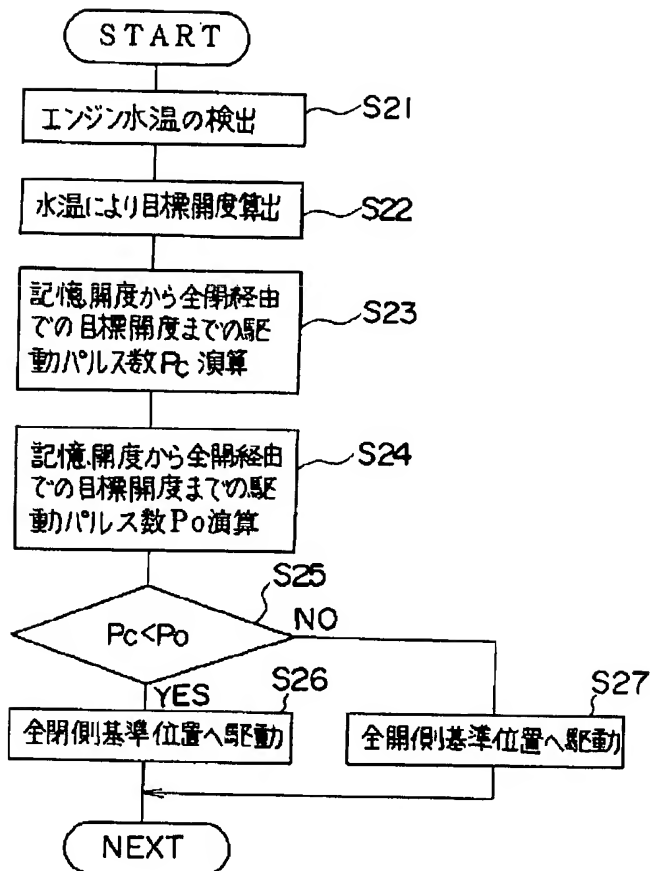 START
エンジン水温の検出
S21
水温により目標開度算出
S22
記憶開度から全閉経由
での目標開度までの駆
動パルス数Pc演算
S23
記憶開度から全開経由
での目標開度までの駆
動パルス数Po演算
S24
S25
Pc<Po
NO
YES
S26
全閉側基準位置へ駆動
S27
全開側基準位置へ駆動
NEXT